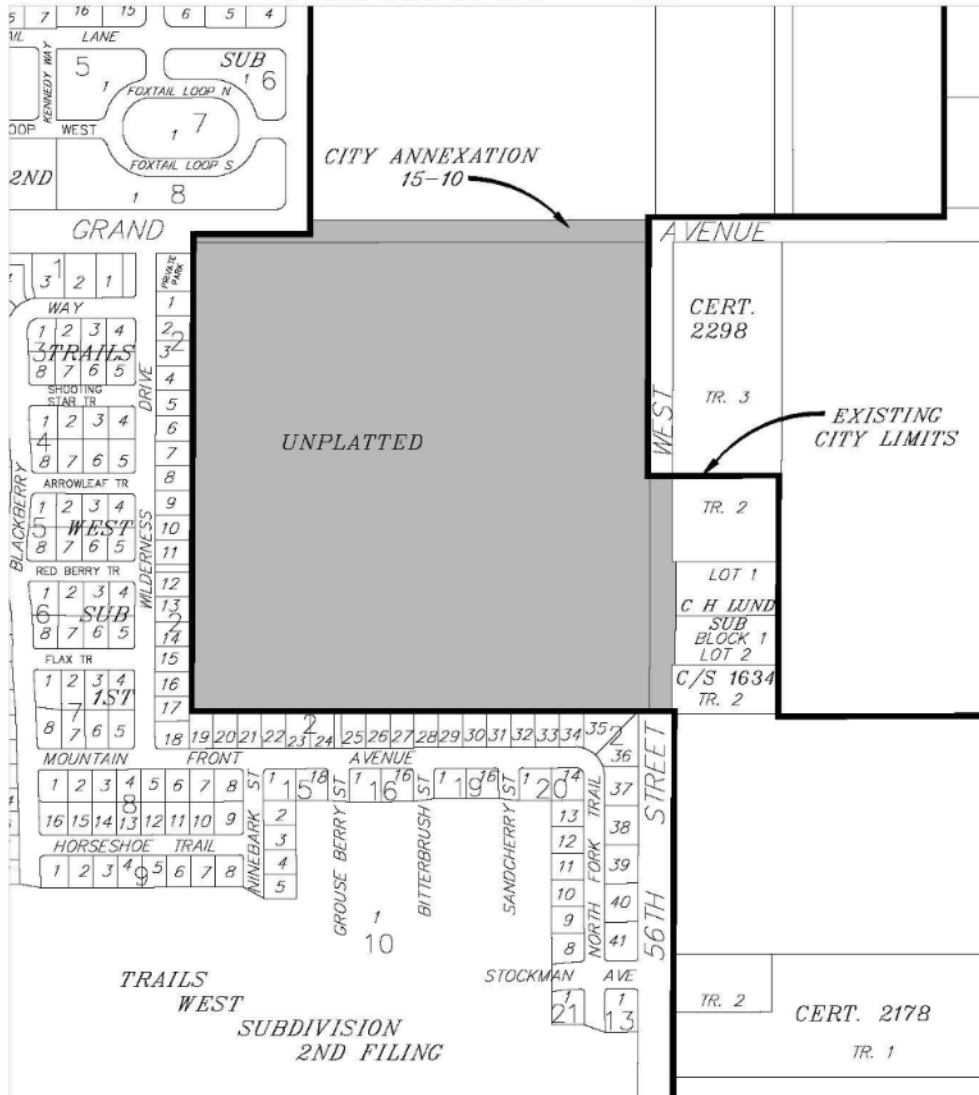 16 15
6 7
6 5 4
LANE
KENNEDY WAY
5
1
SUB
1 6
FOXTAIL LOOP N
WEST
1 7
FOXTAIL LOOP S
2ND
1 8
CITY ANNEXATION
15-10
GRAND
AVENUE
PRIVATE
PARK
1
3 2 1
WAY
1 2 3 4
3 TRAILS
8 7 6 5
SHOOTING
STAR TR
1 2 3 4
4
8 7 6 5
ARROWLEAF TR
1 2 3 4
5 WEST
8 7 6 5
RED BERRY TR
1 2 3 4
6 SUB
8 7 6 5
FLAX TR
1 2 3 4
7 1ST
8 7 6 5
BLACKBERRY
WILDERNESS DRIVE
1
2
2
3
4
5
6
7
8
9
10
11
12
13
2
14
15
16
17
18 19 20 21 22 23 24 25 26 27 28 29 30 31 32 33 34 35
2
2
UNPLATTED
CERT.
2298
TR. 3
WEST
EXISTING
CITY LIMITS
TR. 2
LOT 1
C H LUND
SUB
BLOCK 1
LOT 2
C/S 1634
TR. 2
MOUNTAIN FRONT AVENUE
1 2 3 4 5 6 7 8
8
16 15 14 13 12 11 10 9
HORSESHOE TRAIL
1 2 3 4 5 6 7 8
9
NINEBARK ST
1 15 18
2
3
4
5
GROUSE BERRY ST
1 16 16
BITTERBRUSH ST
1 19 16
SANDCHERRY ST
1 20 14
13
12
11
10
9
8
NORTH FORK TRAIL
36
37
38
39
40
41
56TH STREET
1
10
STOCKMAN AVE
1
21
1
13
TRAILS
WEST
SUBDIVISION
2ND FILING
TR. 2
CERT. 2178
TR. 1